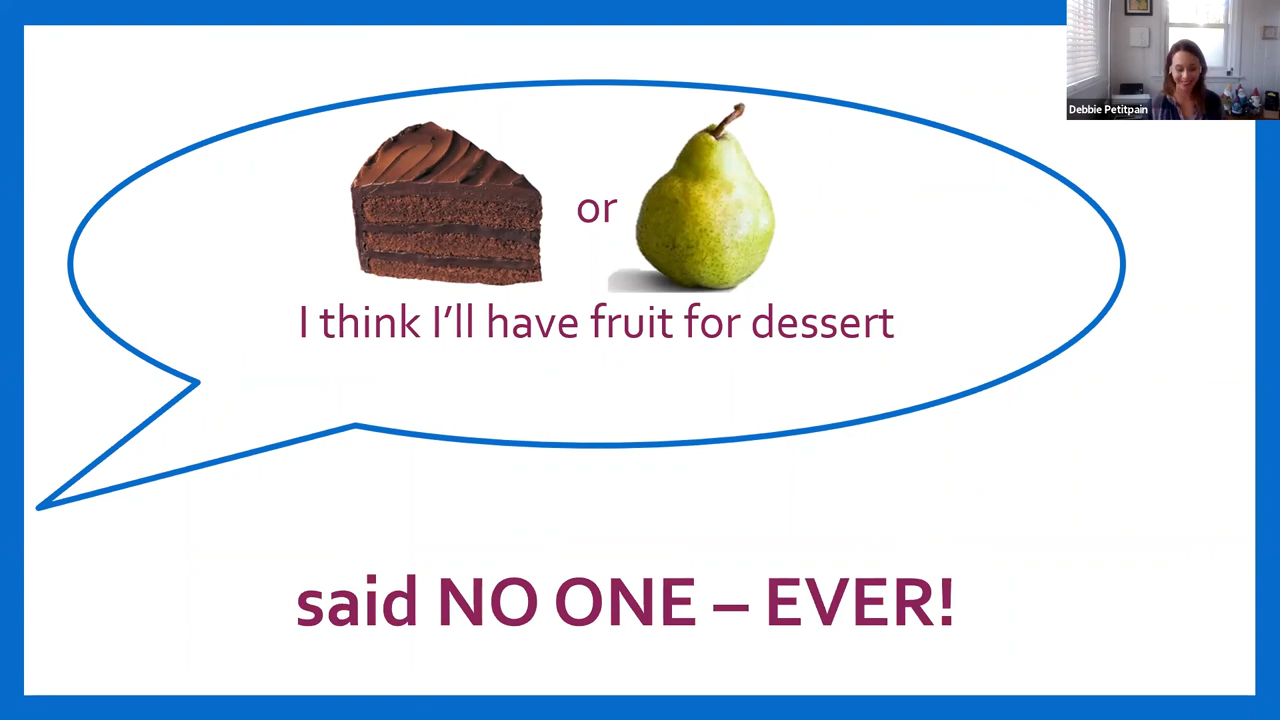 Debbie Petitpain
or
I think I’ll have fruit for dessert
said NO ONE – EVER!